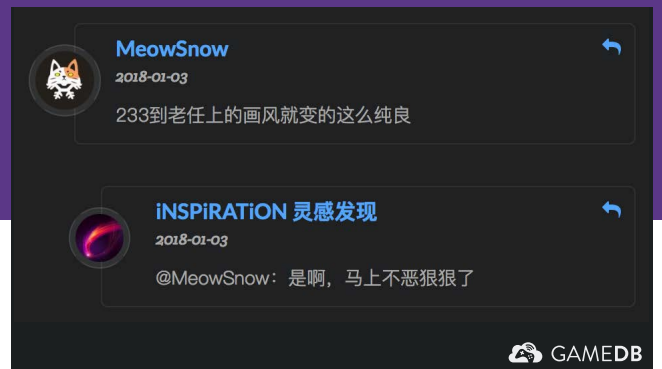 MeowSnow
2018-01-03
233到老任上的画风就变的这么纯良
iNSPiRATiON 灵感发现
2018-01-03
@MeowSnow：是啊，马上不恶狠狠了
GAMEDB